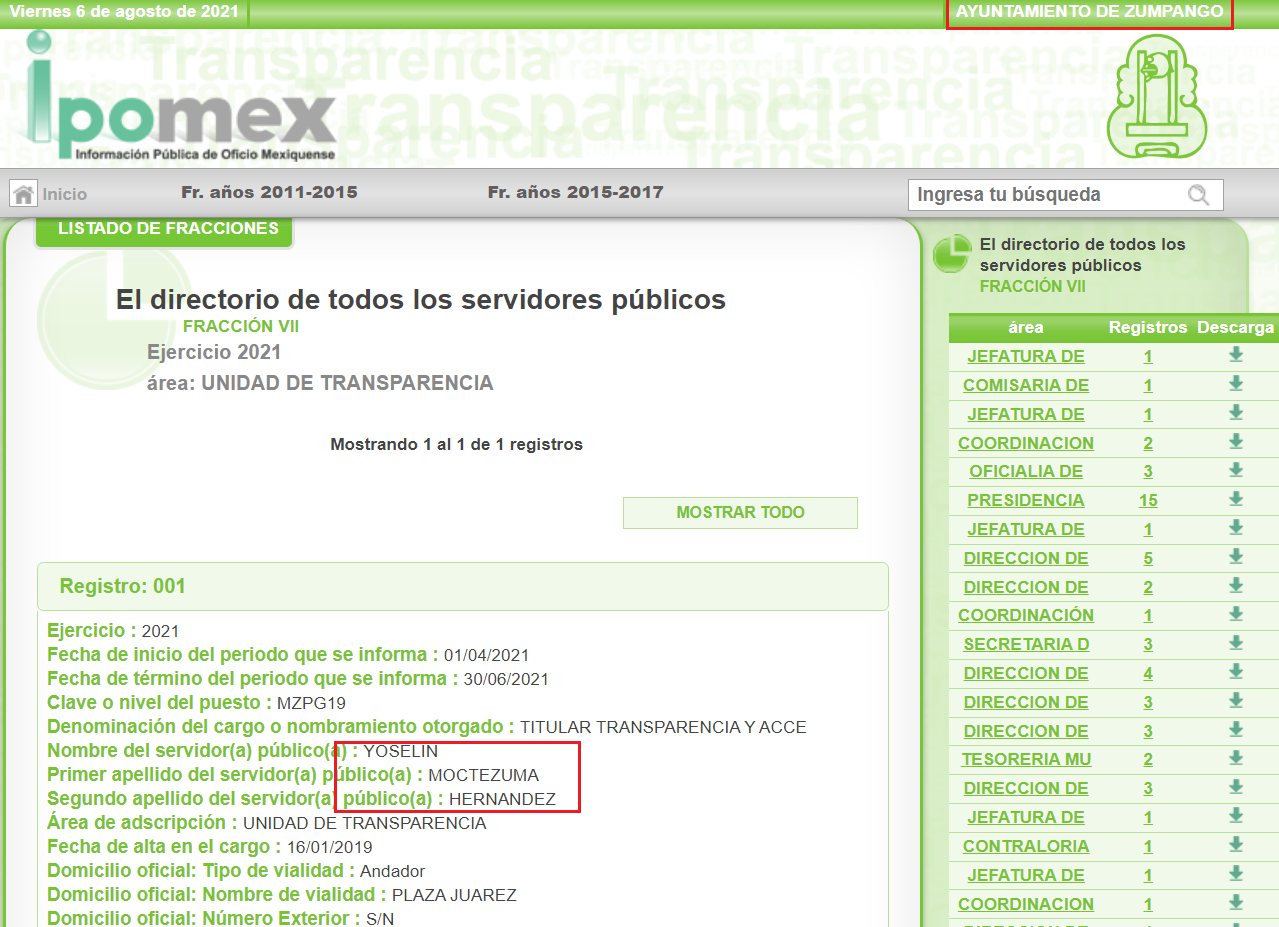 Viernes 6 de agosto de 2021
AYUNTAMIENTO DE ZUMPANGO
Transparencia
ipomex
Información Pública de Oficio Mexiquense
Inicio
Fr. años 2011-2015
Fr. años 2015-2017
Ingresa tu búsqueda
LISTADO DE FRACCIONES
El directorio de todos los servidores públicos
FRACCIÓN VII
Ejercicio 2021
área: UNIDAD DE TRANSPARENCIA
Mostrando 1 al 1 de 1 registros
MOSTRAR TODO
Registro: 001
Ejercicio : 2021
Fecha de inicio del periodo que se informa : 01/04/2021
Fecha de término del periodo que se informa : 30/06/2021
Clave o nivel del puesto : MZPG19
Denominación del cargo o nombramiento otorgado : TITULAR TRANSPARENCIA Y ACCE
Nombre del servidor(a) público(a) : YOSELIN
Primer apellido del servidor(a) público(a) : MOCTEZUMA
Segundo apellido del servidor(a) público(a) : HERNANDEZ
Área de adscripción : UNIDAD DE TRANSPARENCIA
Fecha de alta en el cargo : 16/01/2019
Domicilio oficial: Tipo de vialidad : Andador
Domicilio oficial: Nombre de vialidad : PLAZA JUAREZ
Domicilio oficial: Número Exterior : S/N
El directorio de todos los
servidores públicos
FRACCIÓN VII
área Registros Descarga
JEFATURA DE 1
COMISARIA DE 1
JEFATURA DE 1
COORDINACION 2
OFICIALIA DE 3
PRESIDENCIA 15
JEFATURA DE 1
DIRECCION DE 5
DIRECCION DE 2
COORDINACIÓN 1
SECRETARIA D 3
DIRECCION DE 4
DIRECCION DE 3
DIRECCION DE 3
TESORERIA MU 2
DIRECCION DE 3
JEFATURA DE 1
CONTRALORIA 1
JEFATURA DE 1
COORDINACION 1